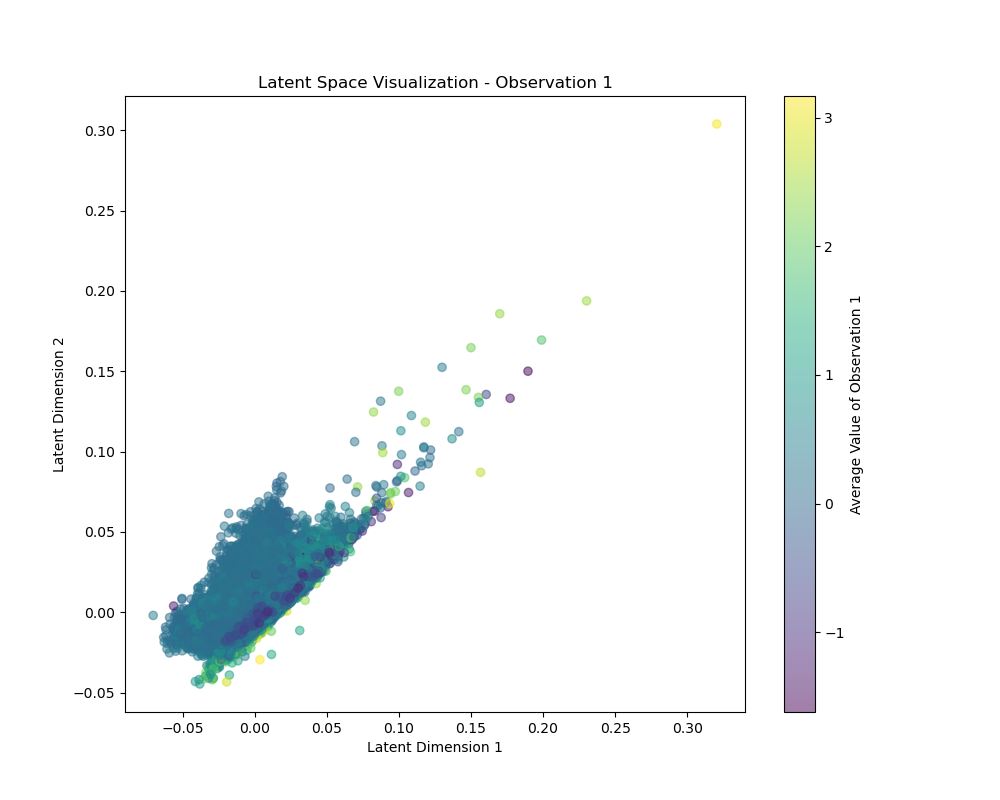 Latent Space Visualization - Observation 1
0.30
0.25
0.20
0.15
0.10
0.05
0.00
−0.05
Latent Dimension 2
−0.05 0.00 0.05 0.10 0.15 0.20 0.25 0.30
Latent Dimension 1
3
2
1
0
−1
Average Value of Observation 1